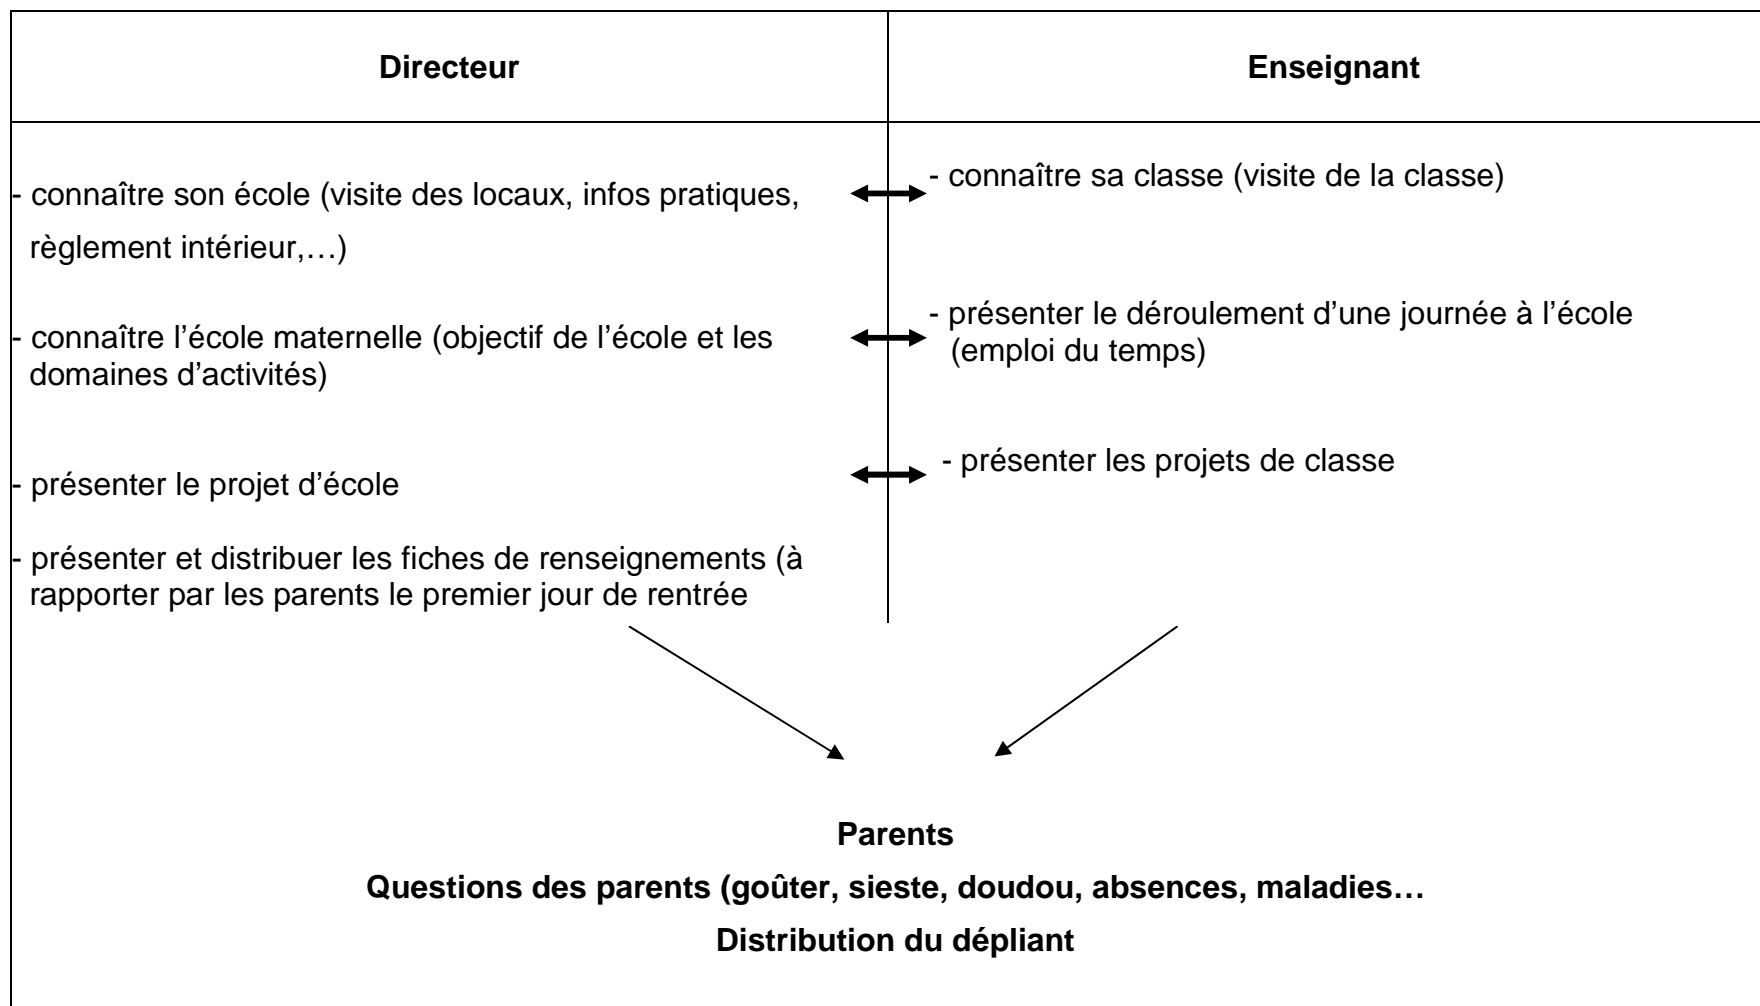 Directeur
Enseignant
- connaître son école (visite des locaux, infos pratiques,
règlement intérieur,…)
- connaître l’école maternelle (objectif de l’école et les
domaines d’activités)
- présenter le projet d’école
- présenter et distribuer les fiches de renseignements (à
rapporter par les parents le premier jour de rentrée
- connaître sa classe (visite de la classe)
- présenter le déroulement d’une journée à l’école
(emploi du temps)
- présenter les projets de classe
Parents
Questions des parents (goûter, sieste, doudou, absences, maladies…
Distribution du dépliant